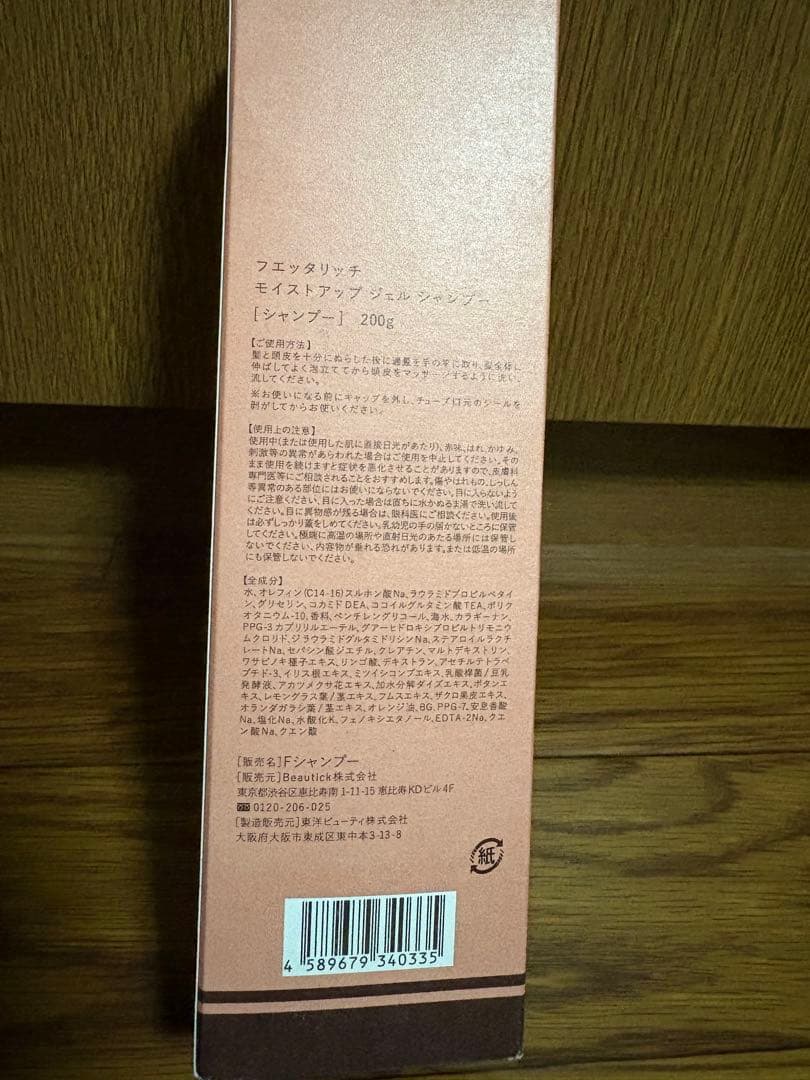 フエッタリッチ
モイストアップ ジェル シャンプー
[シャンプー] 200g
【ご使用方法】
髪と頭皮を十分にぬらした後に適量を手の平に取り、髪全体に
伸ばしてよく泡立ててから頭皮をマッサージするように洗い、
流してください。
※お使いになる前にキャップを外し、チューブ口元のシールを
剥がしてからお使いください。
【使用上の注意】
使用中(または使用した肌に直接日光があたり)、赤味、はれ、かゆみ、
刺激等の異常があらわれた場合はご使用を中止してください。その
まま使用を続けますと症状を悪化させることがありますので、皮膚科
専門医等にご相談されることをおすすめします。傷やはれもの、しっしん
等異常のある部位にはお使いにならないでください。目に入らないよう
にご注意ください。目に入った場合は直ちに水かぬるま湯で洗い流して
ください。目に異物感が残る場合は、眼科医にご相談ください。使用後
は必ずしっかり蓋をしめてください。乳幼児の手の届かないところに保管
してください。極端に高温の場所や直射日光のあたる場所には保管し
ないでください、内容物が垂れる恐れがあります。または低温の場所
にも保管しないでください。
【全成分】
水、オレフィン(C14-16)スルホン酸Na、ラウラミドプロピルベタイ
ン、グリセリン、コカミドDEA、ココイルグルタミン酸TEA、ポリク
オタニウム-10、香料、ペンチレングリコール、海水、カラギーナン、
PPG-3カプリリルエーテル、グアーヒドロキシプロピルトリモニウ
ムクロリド、ジラウラミドグルタミドリシンNa、ステアロイルラクチ
レートNa、セバシン酸ジエチル、クレアチン、マルトデキストリン、
ワサビノキ種子エキス、リンゴ酸、デキストラン、アセチルテトラペ
プチド-3、イリス根エキス、ミツイシコンブエキス、乳酸桿菌/豆乳
発酵液、アカツメクサ花エキス、加水分解ダイズエキス、ボタンエ
キス、レモングラス葉/茎エキス、フムスエキス、ザクロ果皮エキス、
オランダガラシ葉/茎エキス、オレンジ油、BG、PPG-7、安息香酸
Na、塩化Na、水酸化K、フェノキシエタノール、EDTA-2Na、クエ
ン酸Na、クエン酸
[販売名]Fシャンプー
[販売元]Beautick株式会社
東京都渋谷区恵比寿南1-11-15 恵比寿KDビル4F
0120-206-025
[製造販売元]東洋ビューティ株式会社
大阪府大阪市東成区東中本3-13-8
紙
4 589679 340335